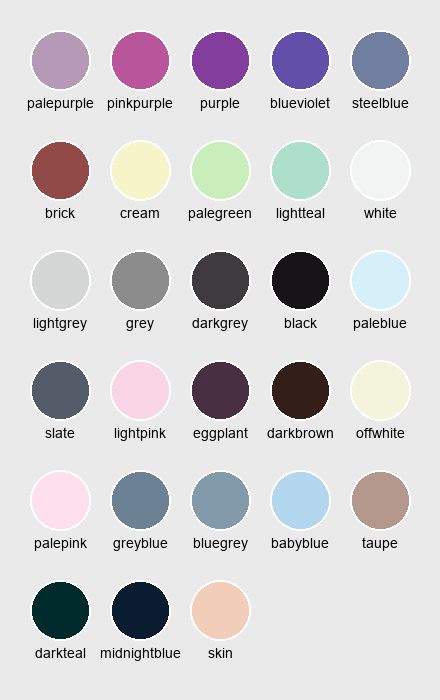 palepurple pinkpurple purple blueviolet steelblue
brick cream palegreen lightteal white
lightgrey grey darkgrey black paleblue
slate lightpink eggplant darkbrown offwhite
palepink greyblue bluegrey babyblue taupe
darkteal midnightblue skin